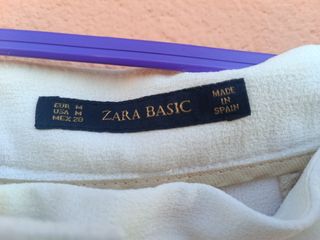 EUR M
USA M
MEX 28
ZARA BASIC
MADE
IN
SPAIN